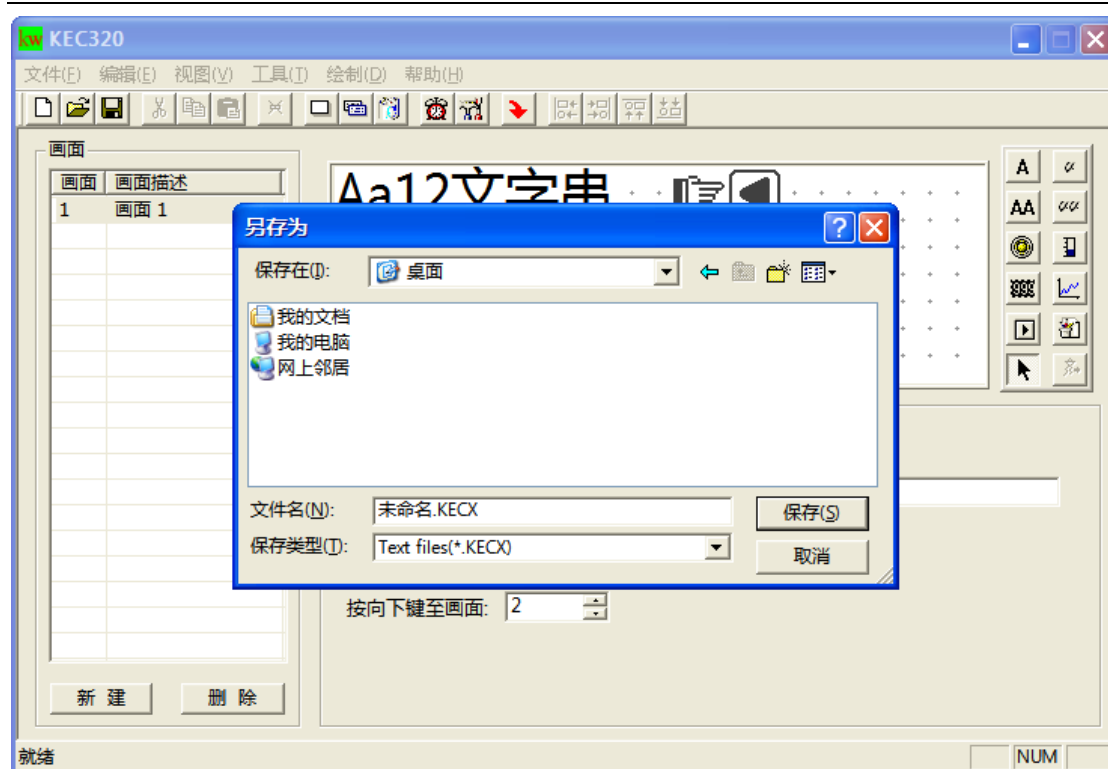 kw KEC320
文件(F) 编辑(E) 视图(V) 工具(T) 绘制(D) 帮助(H)
画面
画面 画面描述
1 画面 1
Aa12文字串
A
AA
另存为
保存在(I): 桌面
我的文档
我的电脑
网上邻居
文件名(N): 未命名.KECX
保存(S)
保存类型(T): Text files(*.KECX)
取消
按向下键至画面: 2
新 建 删 除
就绪 NUM